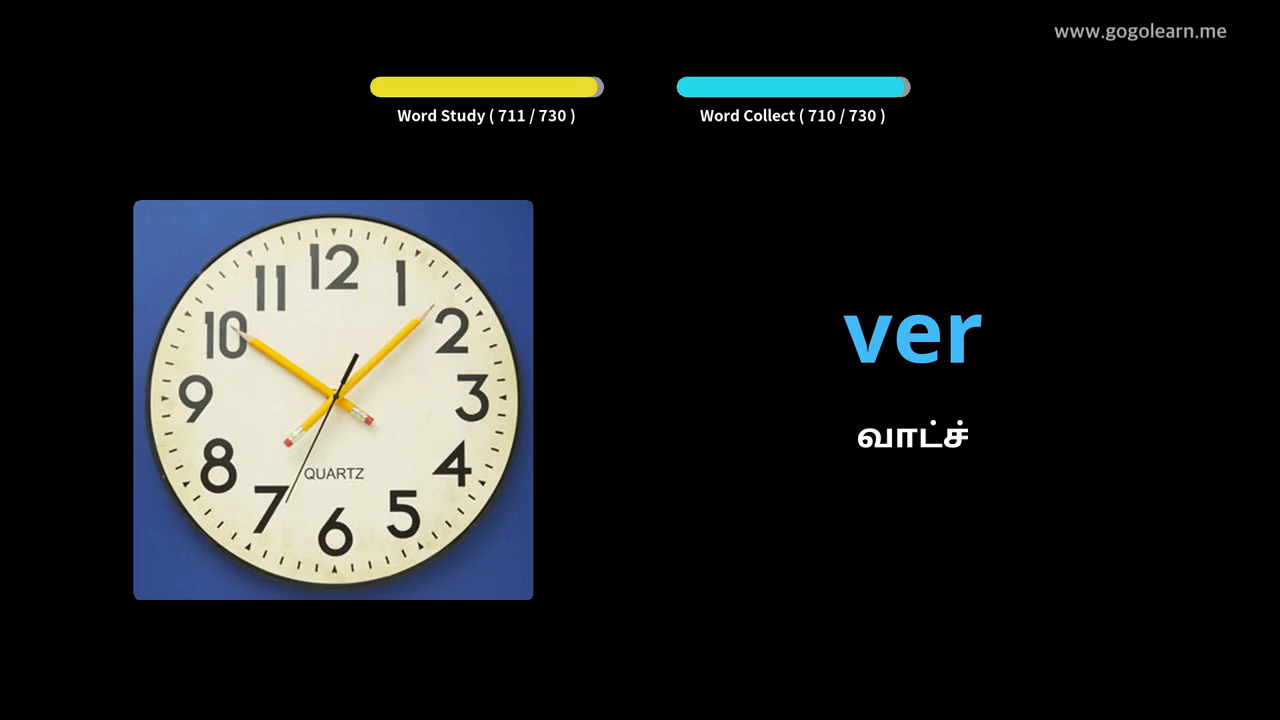 www.gogolearn.me
Word Study ( 711 / 730 )
Word Collect ( 710 / 730 )
12
11
1
10
2
9
3
8
4
QUARTZ
7
5
6
ver
வாட்ச்